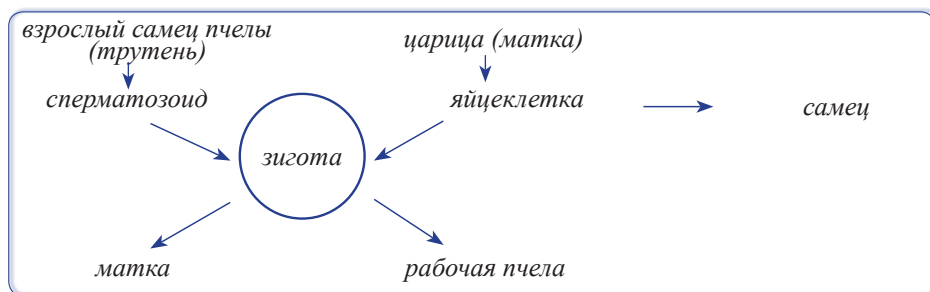 взрослый самец пчелы
(трутень)
царица (матка)
сперматозоид
яйцеклетка
самец
зигота
матка
рабочая пчела